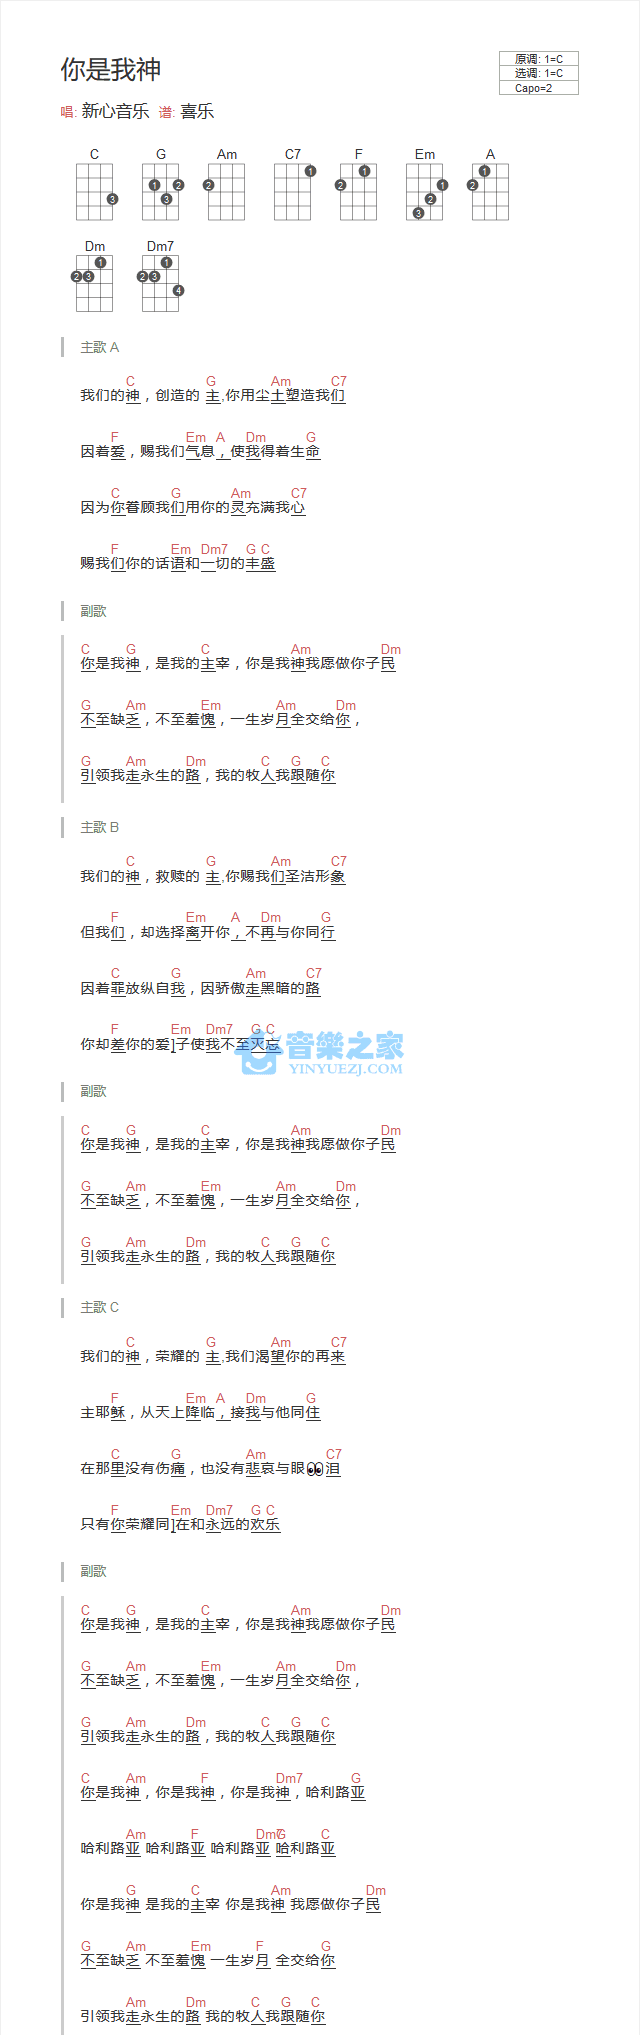 你是我神
原调: 1=C
选调: 1=C
Capo=2
唱: 新心音乐 谱: 喜乐
C G Am C7 F Em A
3 1 2 3 2 1 2 1 1 2 3 2 1
Dm Dm7
2 3 1 2 3 1 4
主歌 A
C G Am C7
我们的神，创造的 主,你用尘土塑造我们
F Em A Dm G
因着爱，赐我们气息，使我得着生命
C G Am C7
因为你眷顾我们用你的灵充满我心
F Em Dm7 G C
赐我们你的话语和一切的丰盛
副歌
C G C Am Dm
你是我神，是我的主宰，你是我神我愿做你子民
G Am Em Am Dm
不至缺乏，不至羞愧，一生岁月全交给你，
G Am Dm C G C
引领我走永生的路，我的牧人我跟随你
主歌 B
C G Am C7
我们的神，救赎的 主,你赐我们圣洁形象
F Em A Dm G
但我们，却选择离开你，不再与你同行
C G Am C7
因着罪放纵自我，因骄傲走黑暗的路
F Em Dm7 G C
你却差你的爱]子使我不至灭忘
音樂之家
YINYUEZJ.COM
副歌
C G C Am Dm
你是我神，是我的主宰，你是我神我愿做你子民
G Am Em Am Dm
不至缺乏，不至羞愧，一生岁月全交给你，
G Am Dm C G C
引领我走永生的路，我的牧人我跟随你
主歌 C
C G Am C7
我们的神，荣耀的 主,我们渴望你的再来
F Em A Dm G
主耶稣，从天上降临，接我与他同住
C G Am C7
在那里没有伤痛，也没有悲哀与眼👀泪
F Em Dm7 G C
只有你荣耀同]在和永远的欢乐
副歌
C G C Am Dm
你是我神，是我的主宰，你是我神我愿做你子民
G Am Em Am Dm
不至缺乏，不至羞愧，一生岁月全交给你，
G Am Dm C G C
引领我走永生的路，我的牧人我跟随你
C Am F Dm7 G
你是我神，你是我神，你是我神，哈利路亚
Am F Dm7 G C
哈利路亚 哈利路亚 哈利路亚 哈利路亚
G C Am Dm
你是我神 是我的主宰 你是我神 我愿做你子民
G Am Em F G
不至缺乏 不至羞愧 一生岁月 全交给你
Am Dm C G C
引领我走永生的路 我的牧人我跟随你